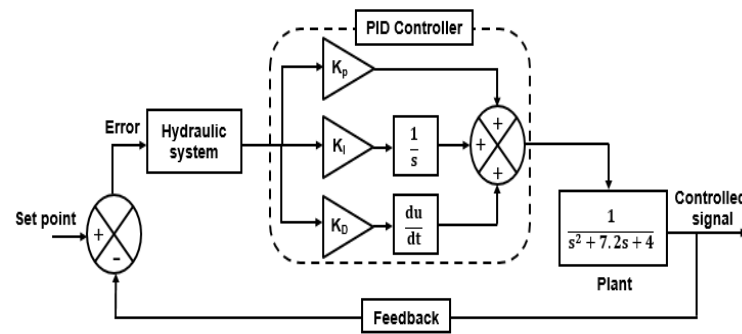 PID Controller
Kp
Error
Hydraulic
system
KI
1
s
+
+
+
KD
du
dt
Set point
+
-
1
s² + 7.2s + 4
Plant
Controlled
signal
Feedback